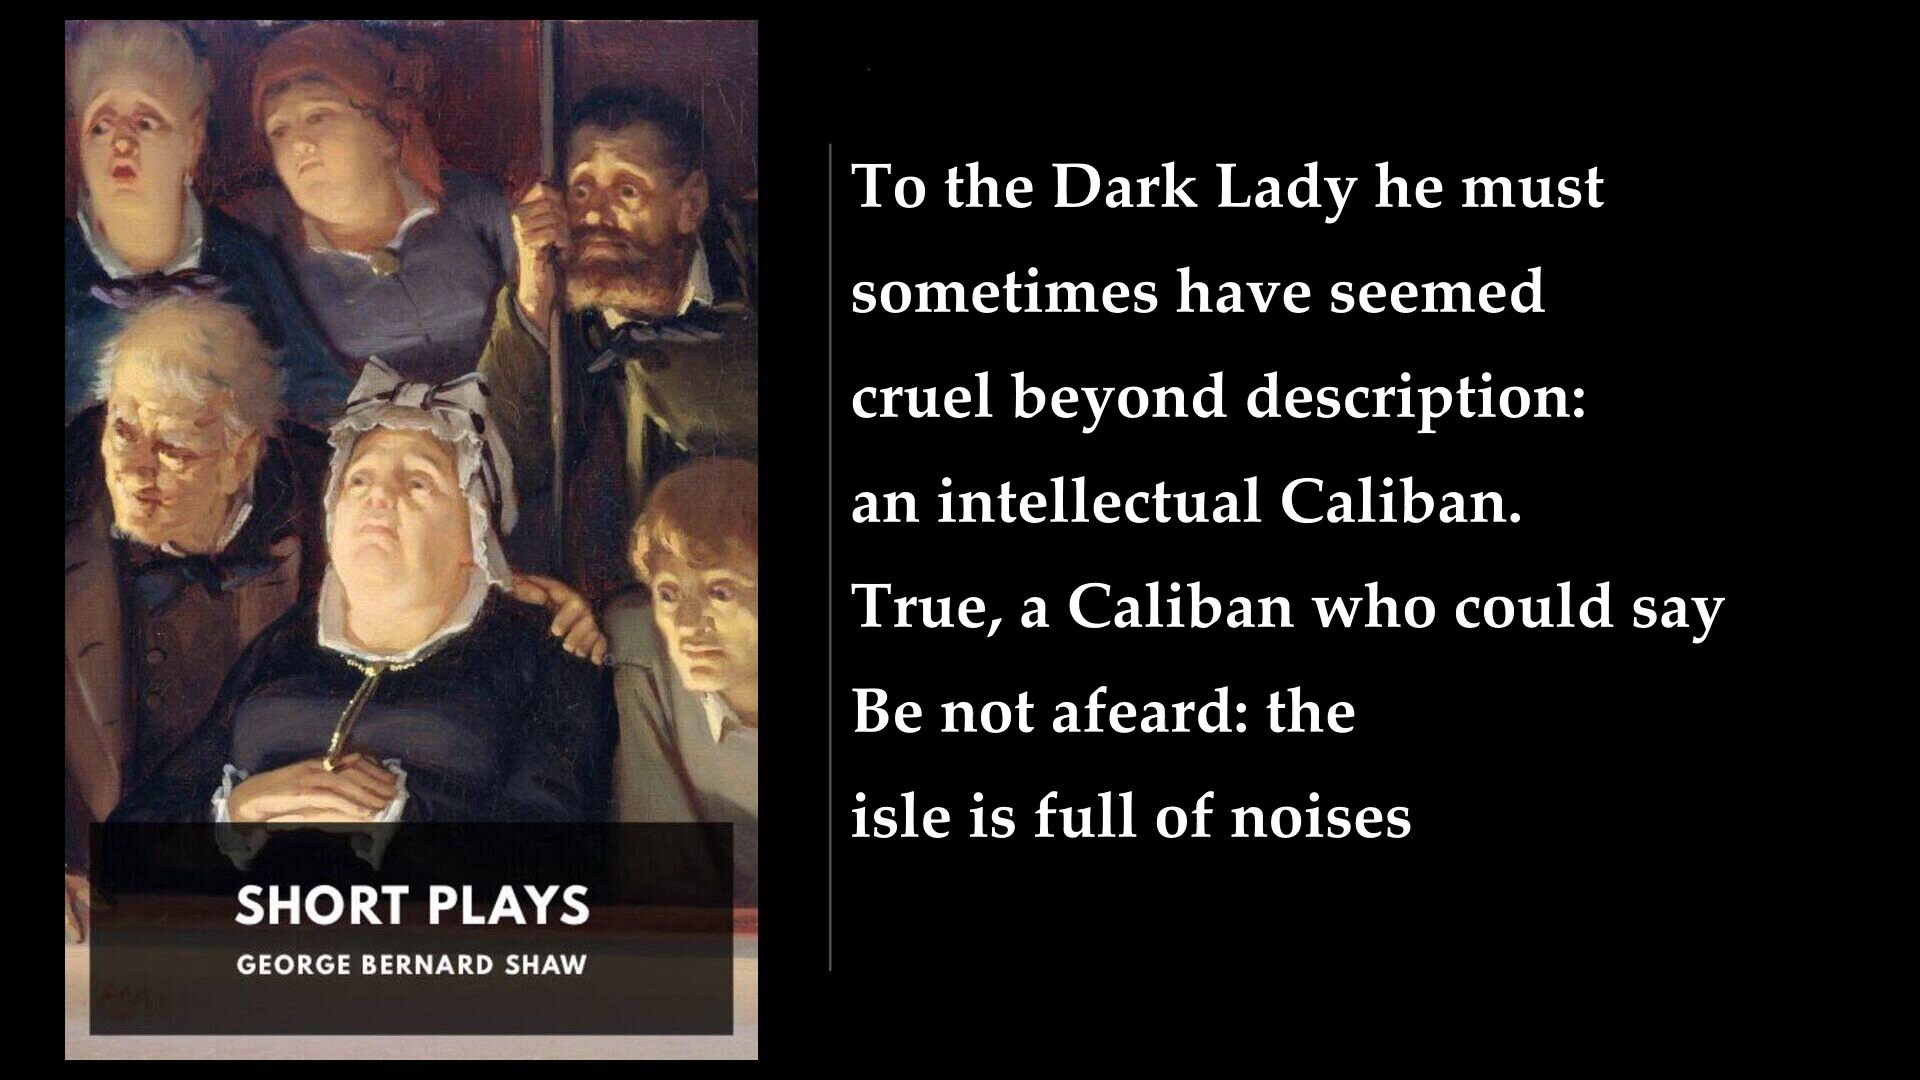 To the Dark Lady he must
sometimes have seemed
cruel beyond description:
an intellectual Caliban.
True, a Caliban who could say
Be not afeard: the
isle is full of noises
SHORT PLAYS
GEORGE BERNARD SHAW